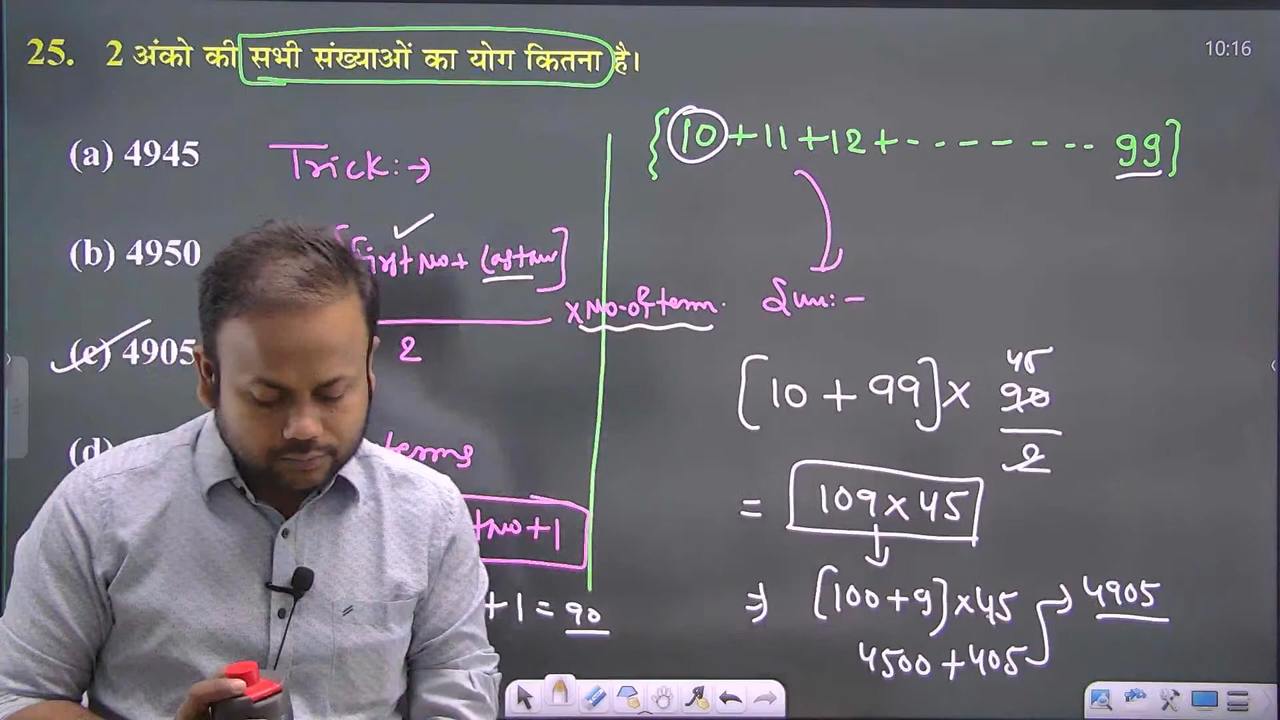 25. 2 अंको की सभी संख्याओं का योग कितना है।
10:16
(a) 4945
(b) 4950
(c) 4905
(d)
Trick:→
First No + Last No]
2
× No-of term.
terms
No + 1
+ 1 = 90
{10 + 11 + 12 + - - - - - - - 99}
Sum:-
[10 + 99] × 90
45
2
= 109 × 45
⇒ [100 + 9] × 45
4500 + 405
→ 4905